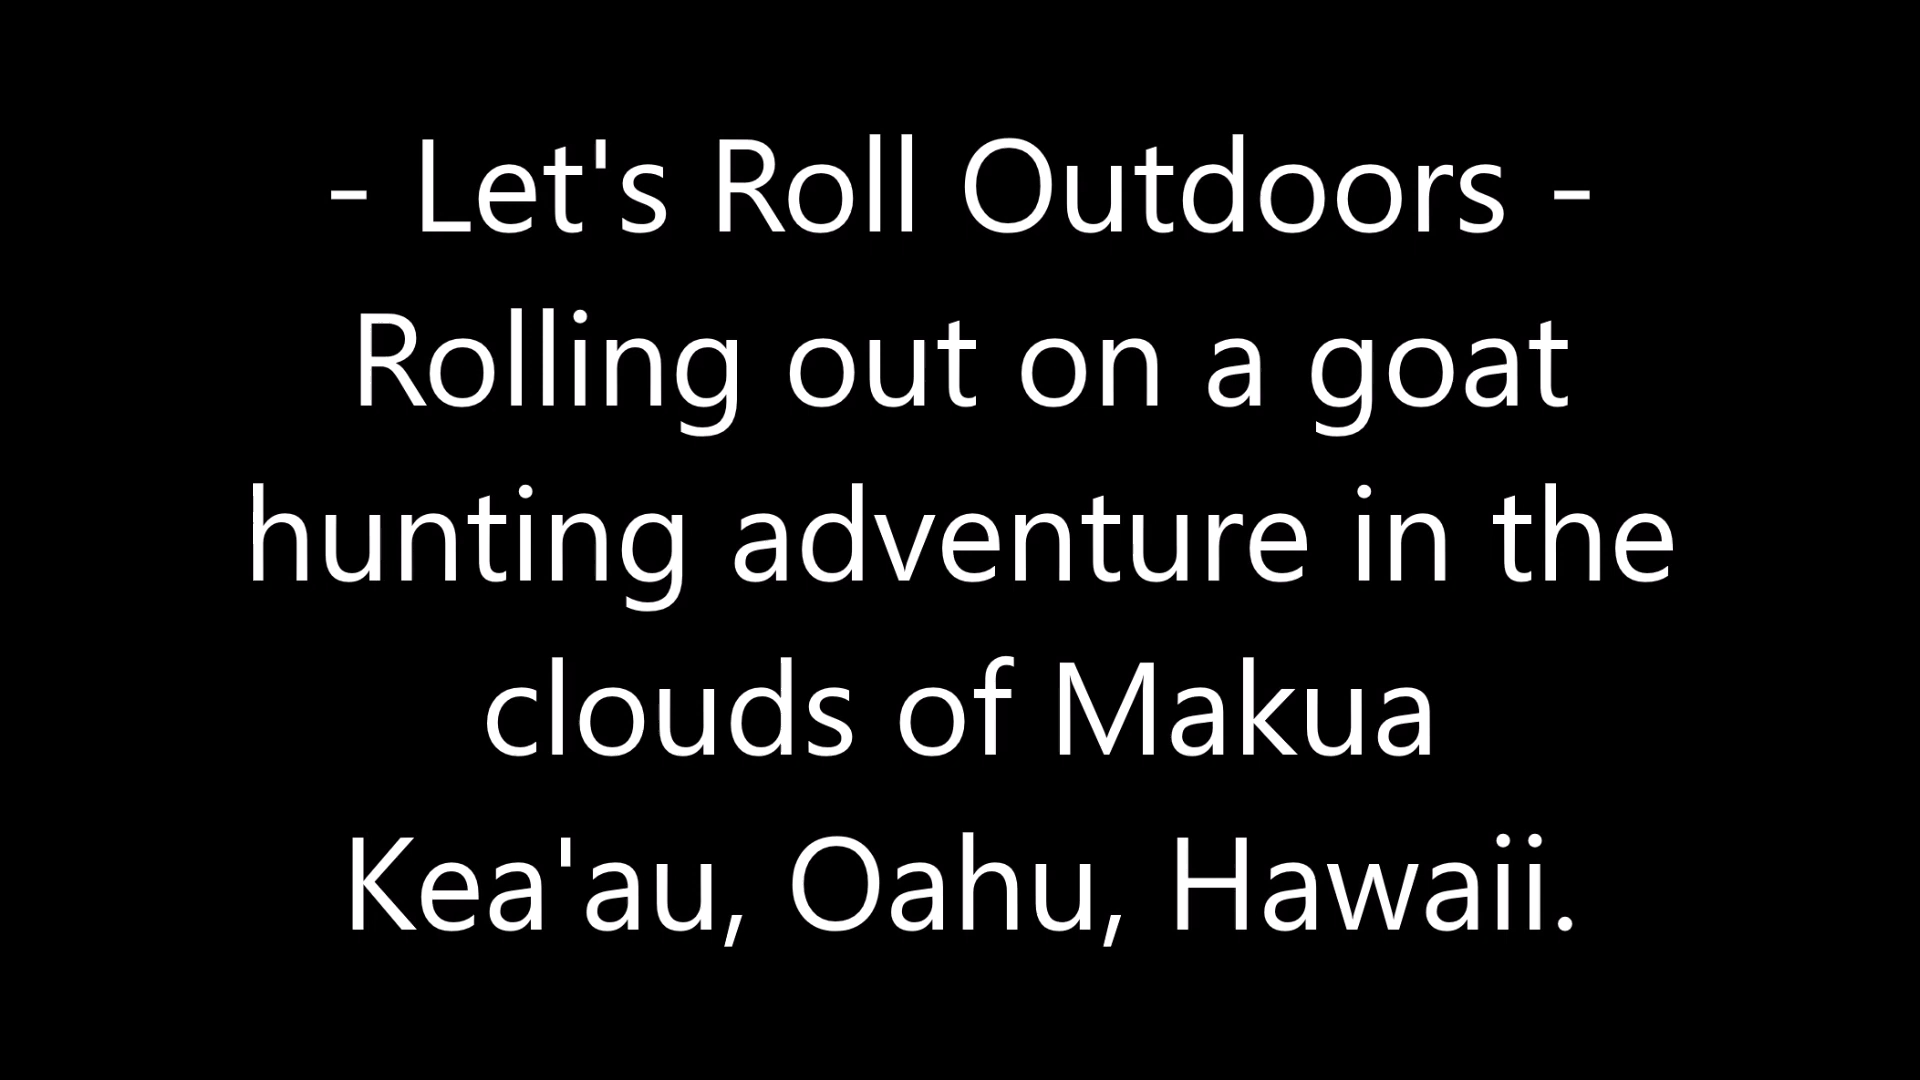 - Let's Roll Outdoors -
Rolling out on a goat
hunting adventure in the
clouds of Makua
Kea'au, Oahu, Hawaii.